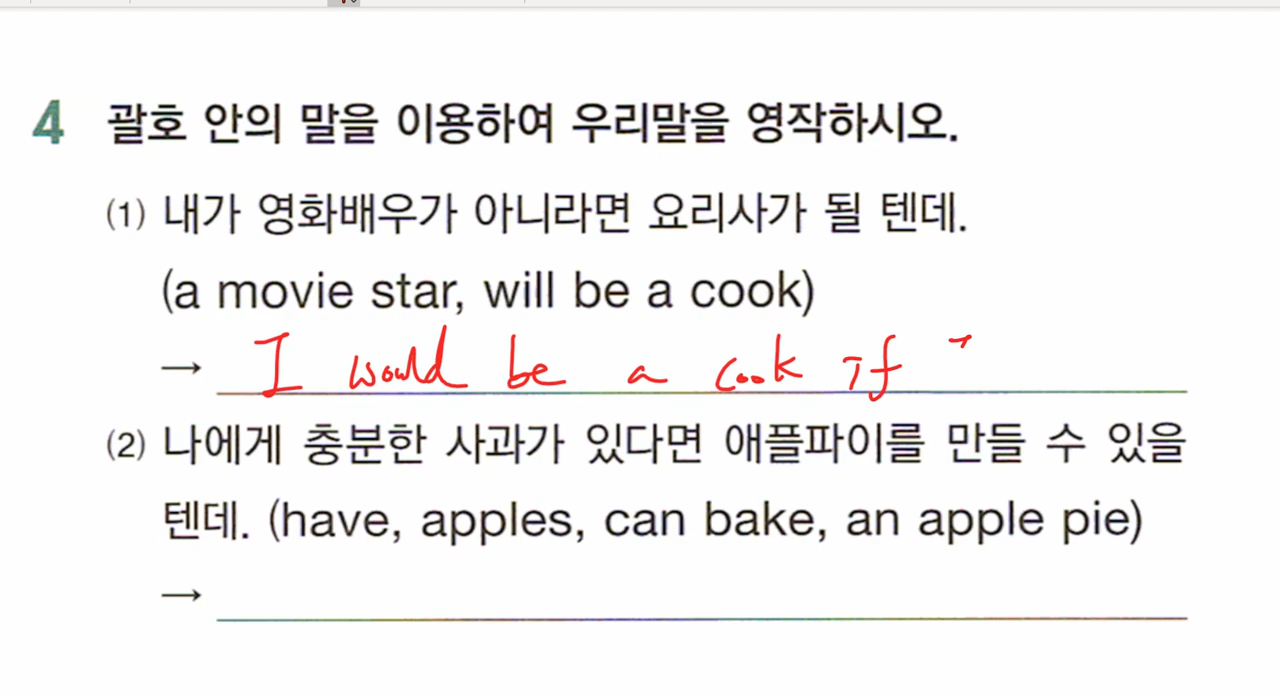 4 괄호 안의 말을 이용하여 우리말을 영작하시오.
(1) 내가 영화배우가 아니라면 요리사가 될 텐데.
(a movie star, will be a cook)
→ I would be a cook if
(2) 나에게 충분한 사과가 있다면 애플파이를 만들 수 있을
텐데. (have, apples, can bake, an apple pie)
→